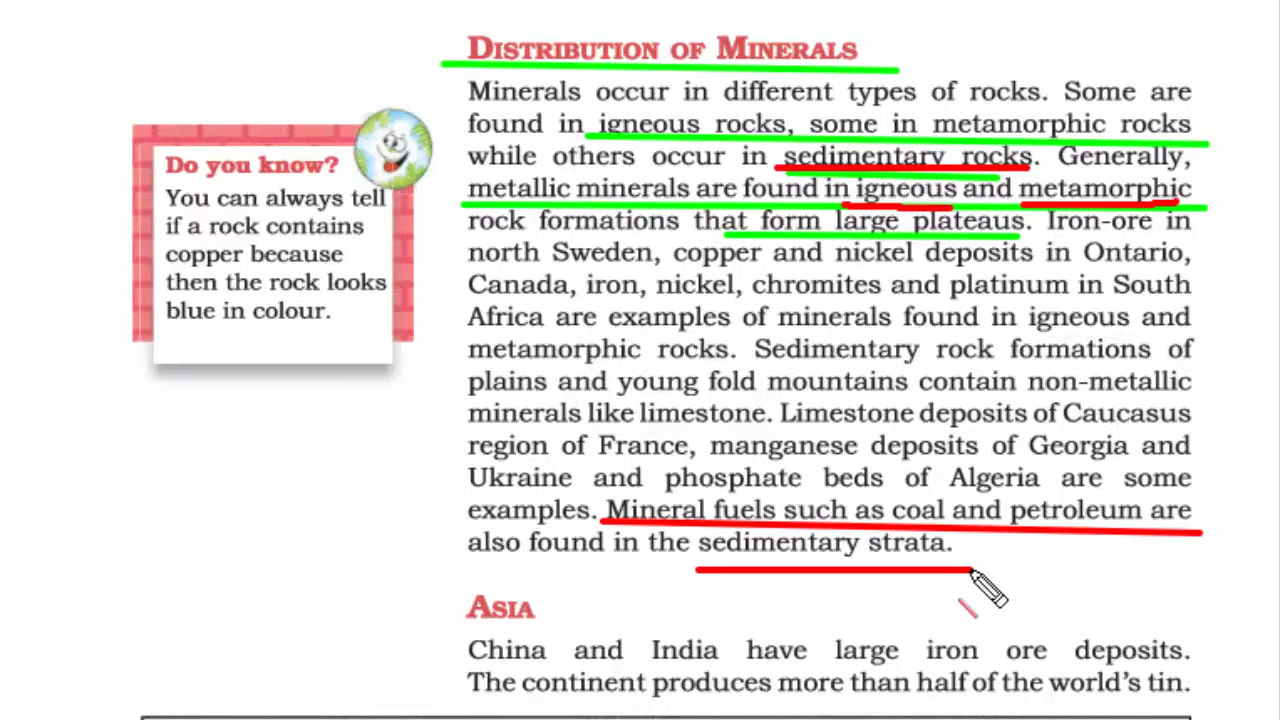 Do you know?
You can always tell
if a rock contains
copper because
then the rock looks
blue in colour.
DISTRIBUTION OF MINERALS
Minerals occur in different types of rocks. Some are
found in igneous rocks, some in metamorphic rocks
while others occur in sedimentary rocks. Generally,
metallic minerals are found in igneous and metamorphic
rock formations that form large plateaus. Iron-ore in
north Sweden, copper and nickel deposits in Ontario,
Canada, iron, nickel, chromites and platinum in South
Africa are examples of minerals found in igneous and
metamorphic rocks. Sedimentary rock formations of
plains and young fold mountains contain non-metallic
minerals like limestone. Limestone deposits of Caucasus
region of France, manganese deposits of Georgia and
Ukraine and phosphate beds of Algeria are some
examples. Mineral fuels such as coal and petroleum are
also found in the sedimentary strata.
ASIA
China and India have large iron ore deposits.
The continent produces more than half of the world's tin.